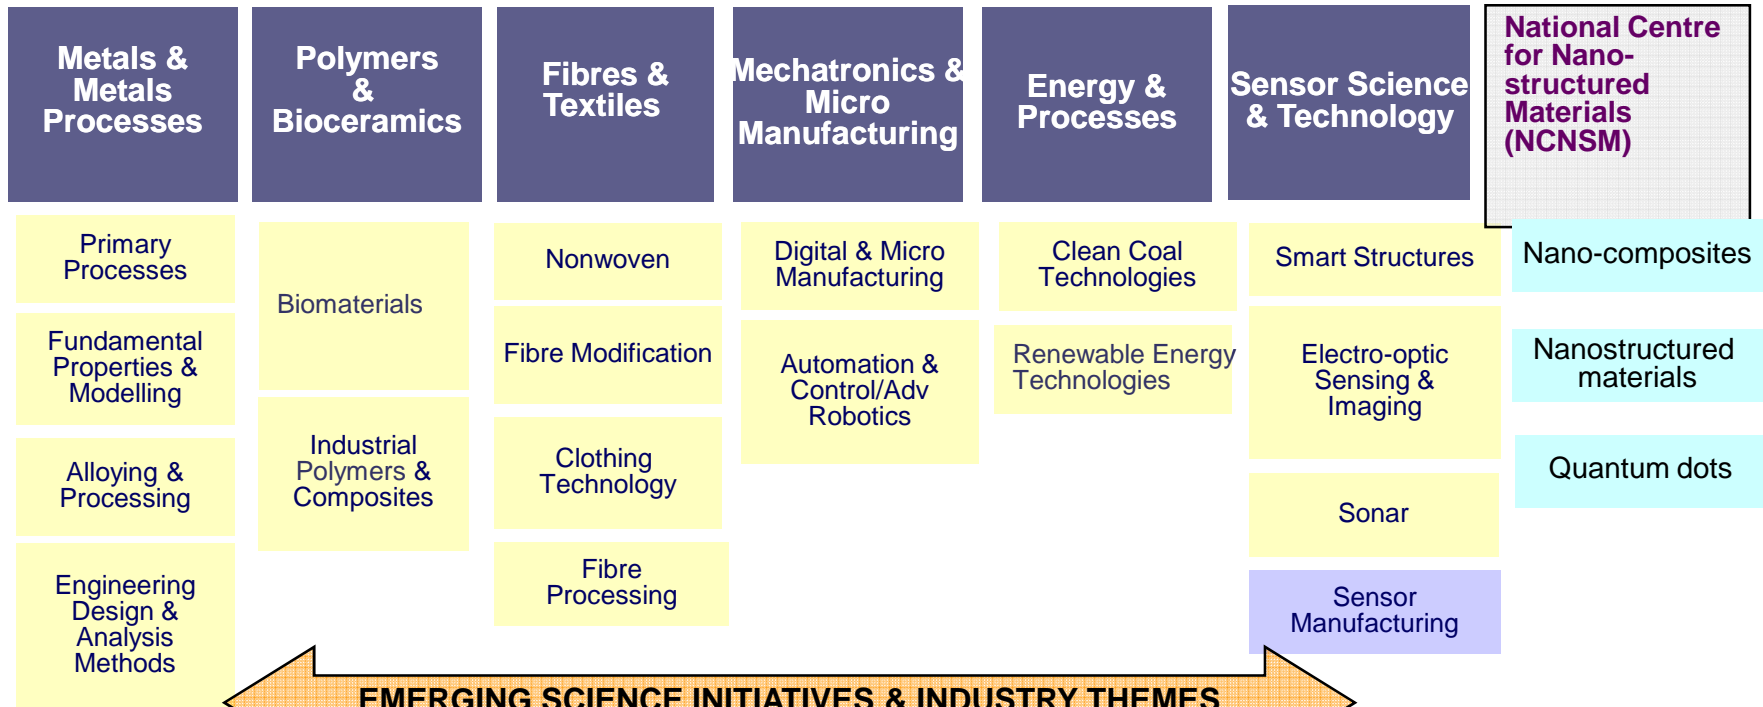 Metals &
Metals
Processes
Polymers
&
Bioceramics
Fibres &
Textiles
Mechatronics &
Micro
Manufacturing
Energy &
Processes
Sensor Science
& Technology
National Centre
for Nano-
structured
Materials
(NCNSM)
Primary
Processes
Fundamental
Properties &
Modelling
Alloying &
Processing
Engineering
Design &
Analysis
Methods
Biomaterials
Industrial
Polymers &
Composites
Nonwoven
Fibre Modification
Clothing
Technology
Fibre
Processing
Digital & Micro
Manufacturing
Automation &
Control/Adv
Robotics
Clean Coal
Technologies
Renewable Energy
Technologies
Smart Structures
Electro-optic
Sensing &
Imaging
Sonar
Sensor
Manufacturing
Nano-composites
Nanostructured
materials
Quantum dots
EMERGING SCIENCE INITIATIVES & INDUSTRY THEMES